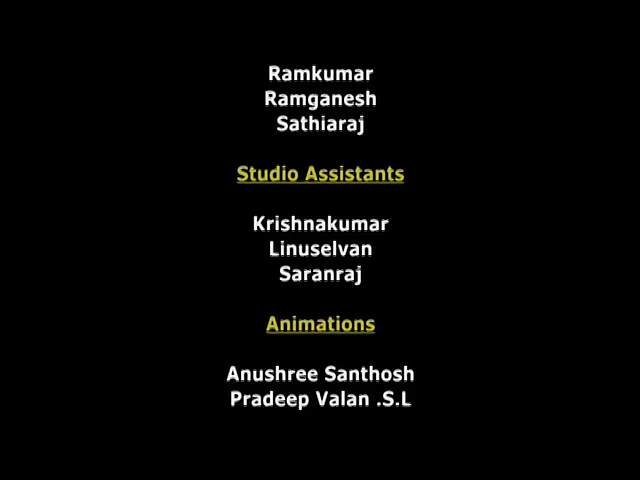 Ramkumar
Ramganesh
Sathiaraj
Studio Assistants
Krishnakumar
Linuselvan
Saranraj
Animations
Anushree Santhosh
Pradeep Valan .S.L